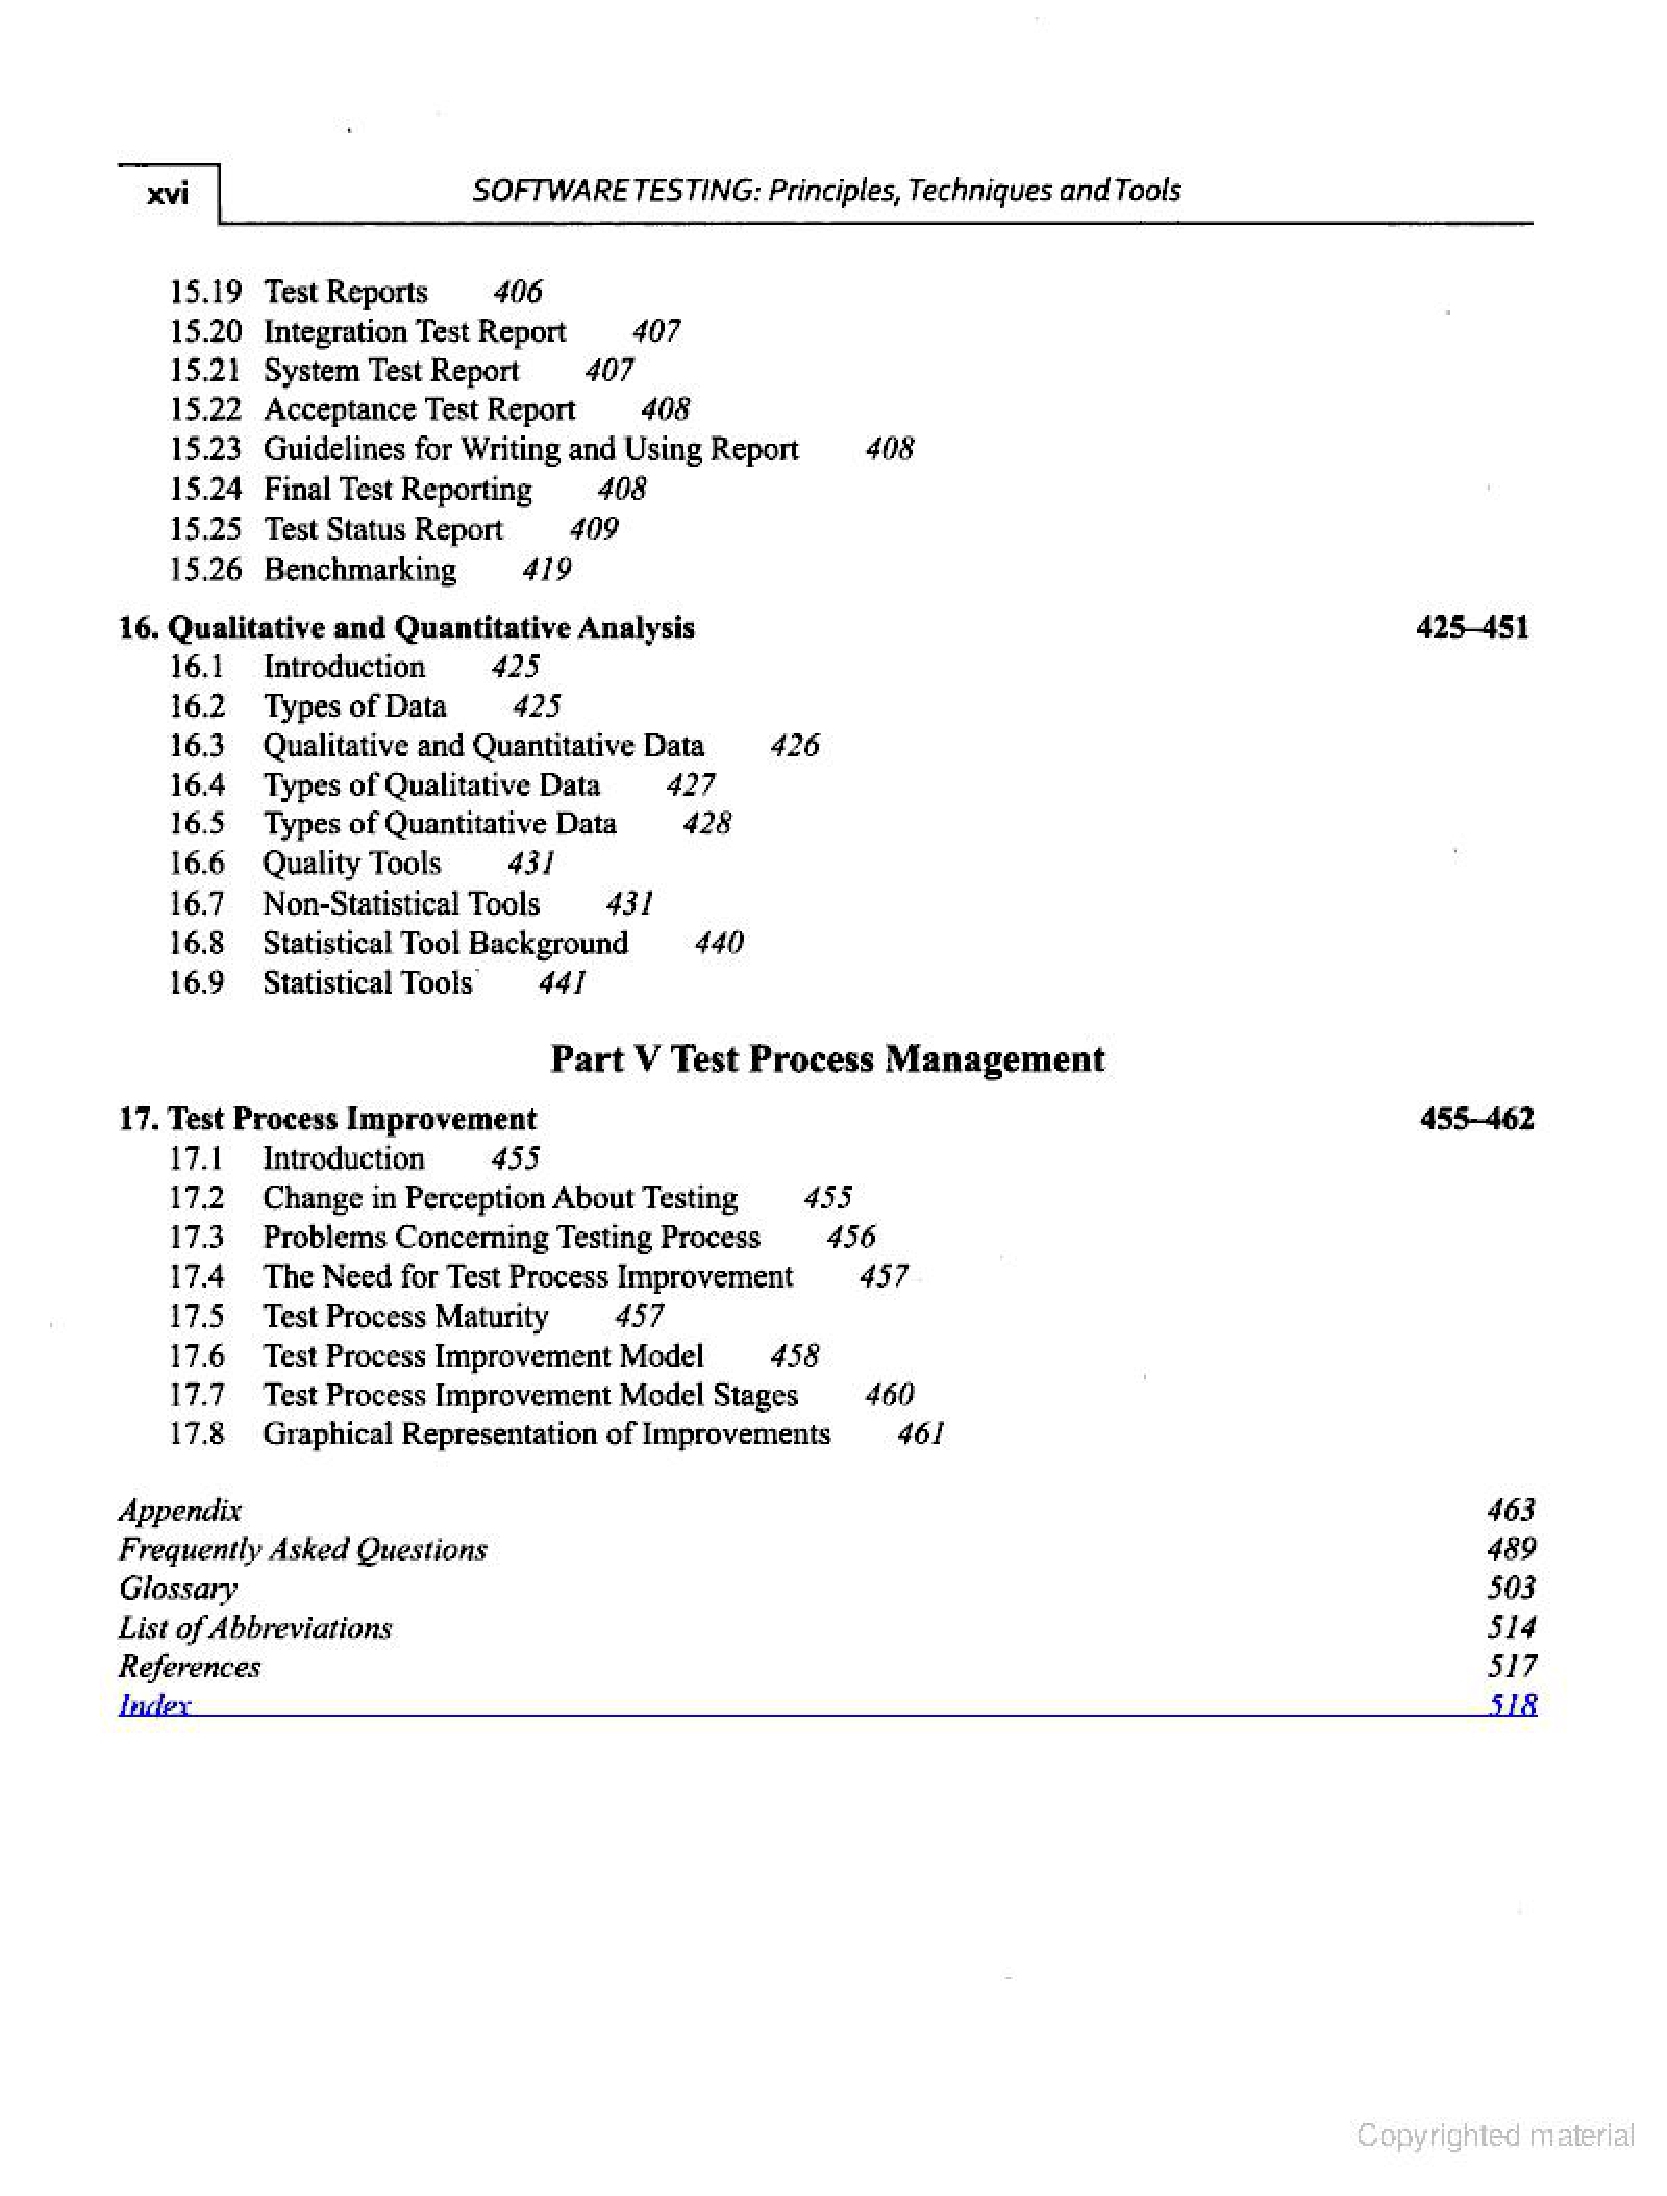 xvi SOFTWARE TESTING: Principles, Techniques and Tools
15.19 Test Reports 406
15.20 Integration Test Report 407
15.21 System Test Report 407
15.22 Acceptance Test Report 408
15.23 Guidelines for Writing and Using Report 408
15.24 Final Test Reporting 408
15.25 Test Status Report 409
15.26 Benchmarking 419
16. Qualitative and Quantitative Analysis 425–451
16.1 Introduction 425
16.2 Types of Data 425
16.3 Qualitative and Quantitative Data 426
16.4 Types of Qualitative Data 427
16.5 Types of Quantitative Data 428
16.6 Quality Tools 431
16.7 Non-Statistical Tools 431
16.8 Statistical Tool Background 440
16.9 Statistical Tools 441
Part V Test Process Management
17. Test Process Improvement 455–462
17.1 Introduction 455
17.2 Change in Perception About Testing 455
17.3 Problems Concerning Testing Process 456
17.4 The Need for Test Process Improvement 457
17.5 Test Process Maturity 457
17.6 Test Process Improvement Model 458
17.7 Test Process Improvement Model Stages 460
17.8 Graphical Representation of Improvements 461
Appendix 463
Frequently Asked Questions 489
Glossary 503
List of Abbreviations 514
References 517
Index 518
Copyrighted material